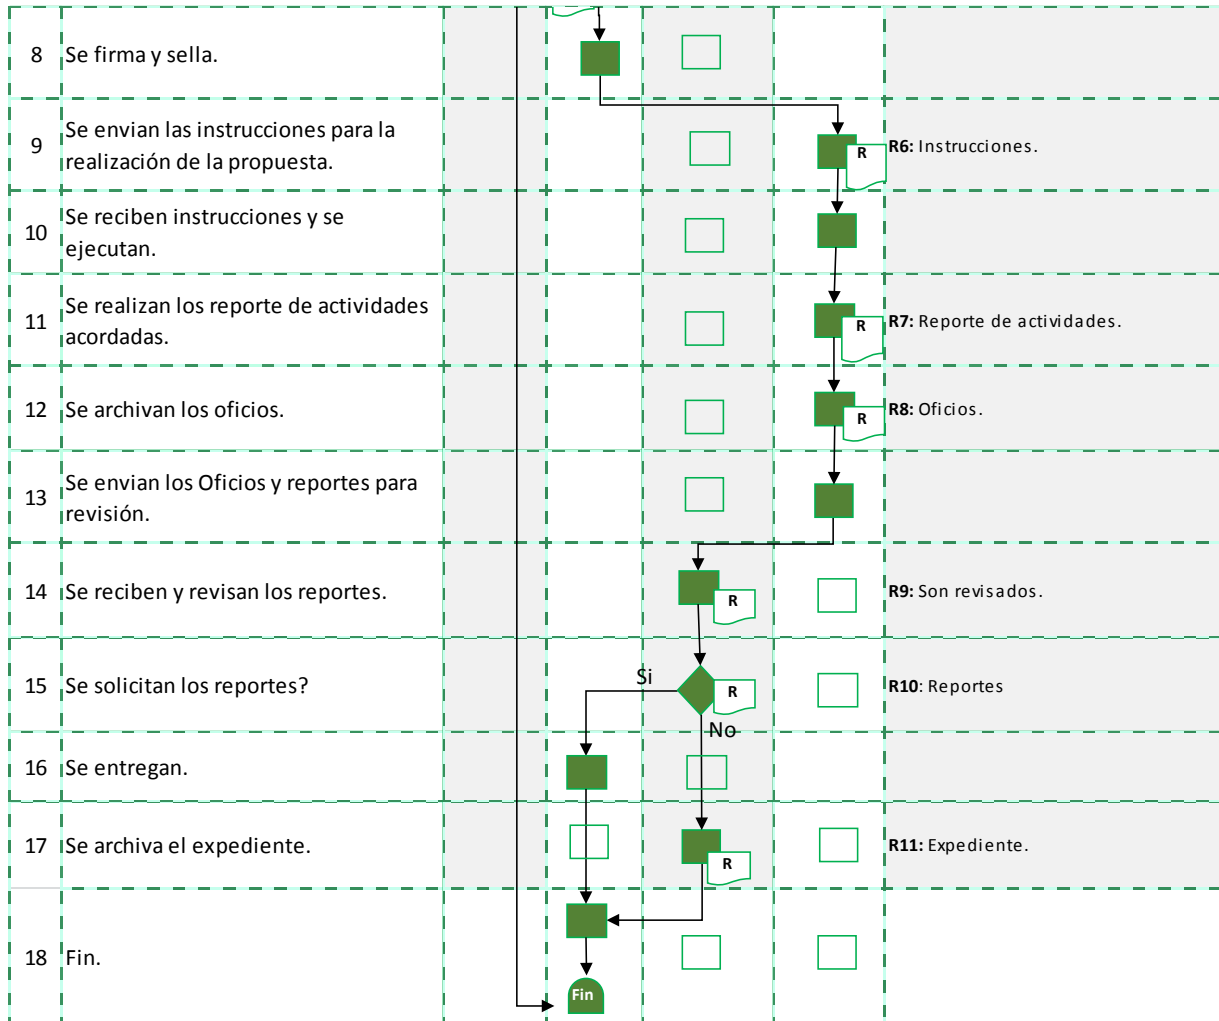 8 Se firma y sella.
9 Se envian las instrucciones para la
realización de la propuesta.
R
R6: Instrucciones.
10 Se reciben instrucciones y se
ejecutan.
11 Se realizan los reporte de actividades
acordadas.
R
R7: Reporte de actividades.
12 Se archivan los oficios.
R
R8: Oficios.
13 Se envian los Oficios y reportes para
revisión.
14 Se reciben y revisan los reportes.
R
R9: Son revisados.
15 Se solicitan los reportes?
Si
R
R10: Reportes
No
16 Se entregan.
17 Se archiva el expediente.
R
R11: Expediente.
18 Fin.
Fin